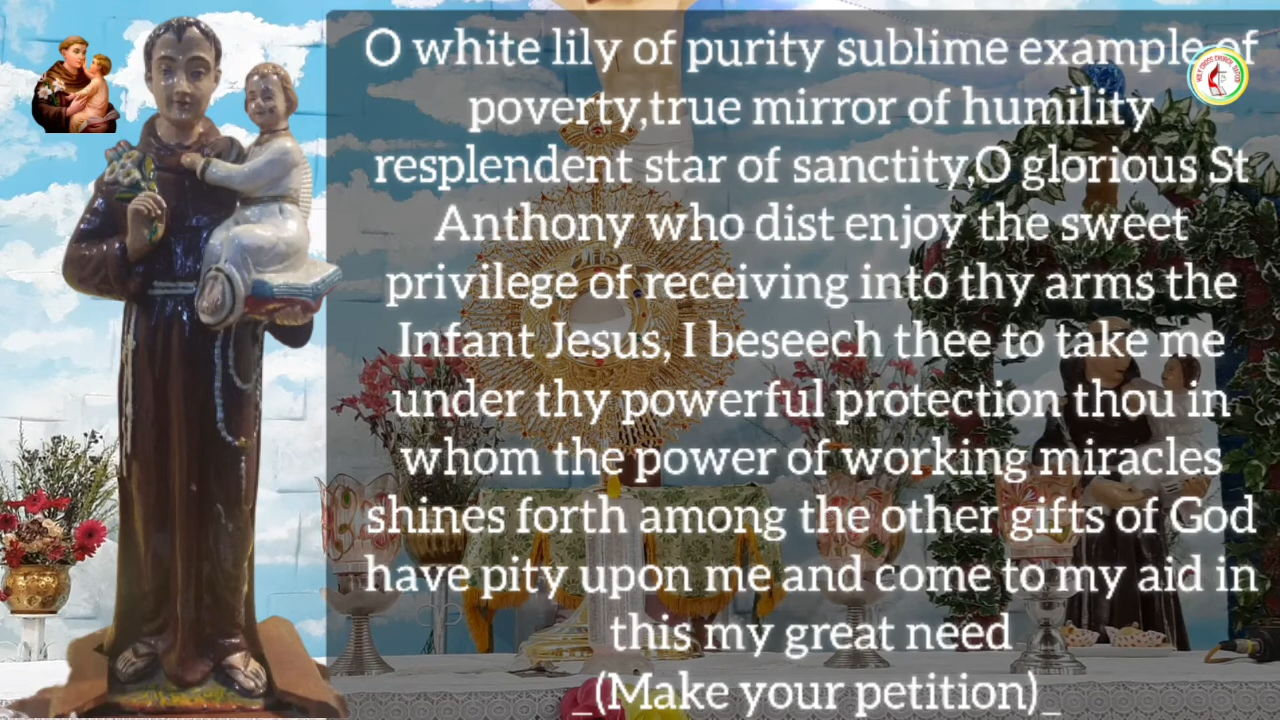 O white lily of purity sublime example of
poverty,true mirror of humility
resplendent star of sanctity,O glorious St
Anthony who dist enjoy the sweet
privilege of receiving into thy arms the
Infant Jesus, I beseech thee to take me
under thy powerful protection thou in
whom the power of working miracles
shines forth among the other gifts of God
have pity upon me and come to my aid in
this my great need
_(Make your petition)_